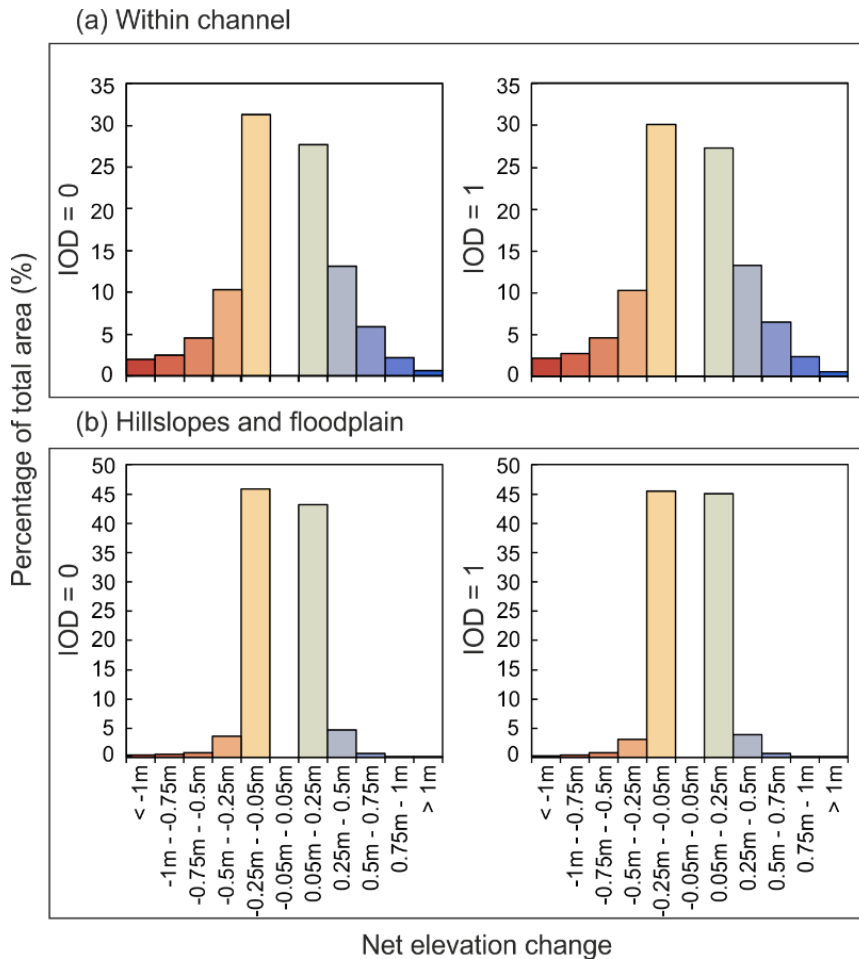 (a) Within channel
Percentage of total area (%)
IOD = 0
35
30
25
20
15
10
5
0
IOD = 1
35
30
25
20
15
10
5
0
(b) Hillslopes and floodplain
IOD = 0
50
45
40
35
30
25
20
15
10
5
0
IOD = 1
50
45
40
35
30
25
20
15
10
5
0
< -1m
-1m - -0.75m
-0.75m - -0.5m
-0.5m - -0.25m
-0.25m - -0.05m
-0.05m - 0.05m
0.05m - 0.25m
0.25m - 0.5m
0.5m - 0.75m
0.75m - 1m
> 1m
< -1m
-1m - -0.75m
-0.75m - -0.5m
-0.5m - -0.25m
-0.25m - -0.05m
-0.05m - 0.05m
0.05m - 0.25m
0.25m - 0.5m
0.5m - 0.75m
0.75m - 1m
> 1m
Net elevation change